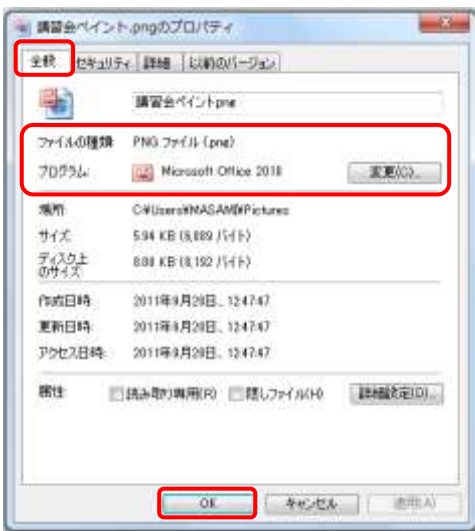 講習会ペイント.pngのプロパティ
全般 セキュリティ 詳細 以前のバージョン
講習会ペイント.png
ファイルの種類: PNG ファイル (.png)
プログラム: Microsoft Office 2010 変更(C)...
場所: C:¥Users¥MASAMI¥Pictures
サイズ: 5.94 KB (6,089 バイト)
ディスク上
のサイズ: 8.00 KB (8,192 バイト)
作成日時: 2011年9月20日、12:47:47
更新日時: 2011年9月20日、12:47:47
アクセス日時: 2011年9月20日、12:47:47
属性: 読み取り専用(R) 隠しファイル(H) 詳細設定(D)...
OK キャンセル 適用(A)